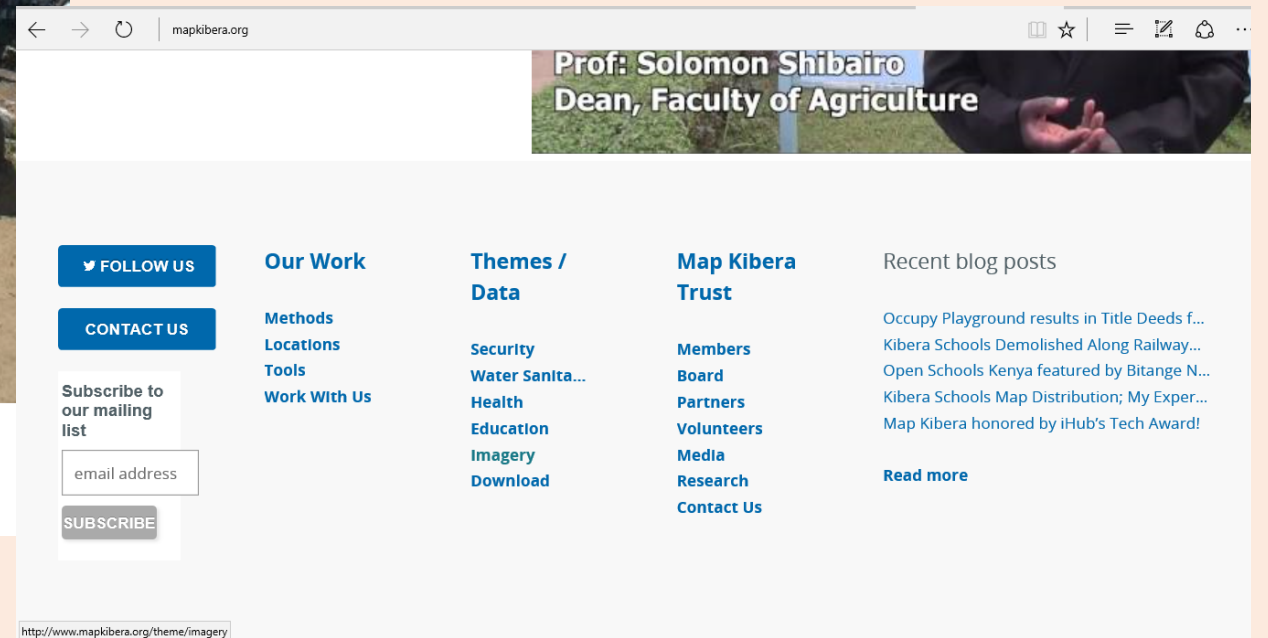 mapkibera.org
Prof: Solomon Shibairo
Dean, Faculty of Agriculture
FOLLOW US
CONTACT US
Subscribe to
our mailing
list
email address
SUBSCRIBE
Our Work
Methods
Locations
Tools
Work With Us
Themes /
Data
Security
Water Sanita...
Health
Education
Imagery
Download
Map Kibera
Trust
Members
Board
Partners
Volunteers
Media
Research
Contact Us
Recent blog posts
Occupy Playground results in Title Deeds f...
Kibera Schools Demolished Along Railway...
Open Schools Kenya featured by Bitange N...
Kibera Schools Map Distribution; My Exper...
Map Kibera honored by iHub’s Tech Award!
Read more
http://www.mapkibera.org/theme/imagery